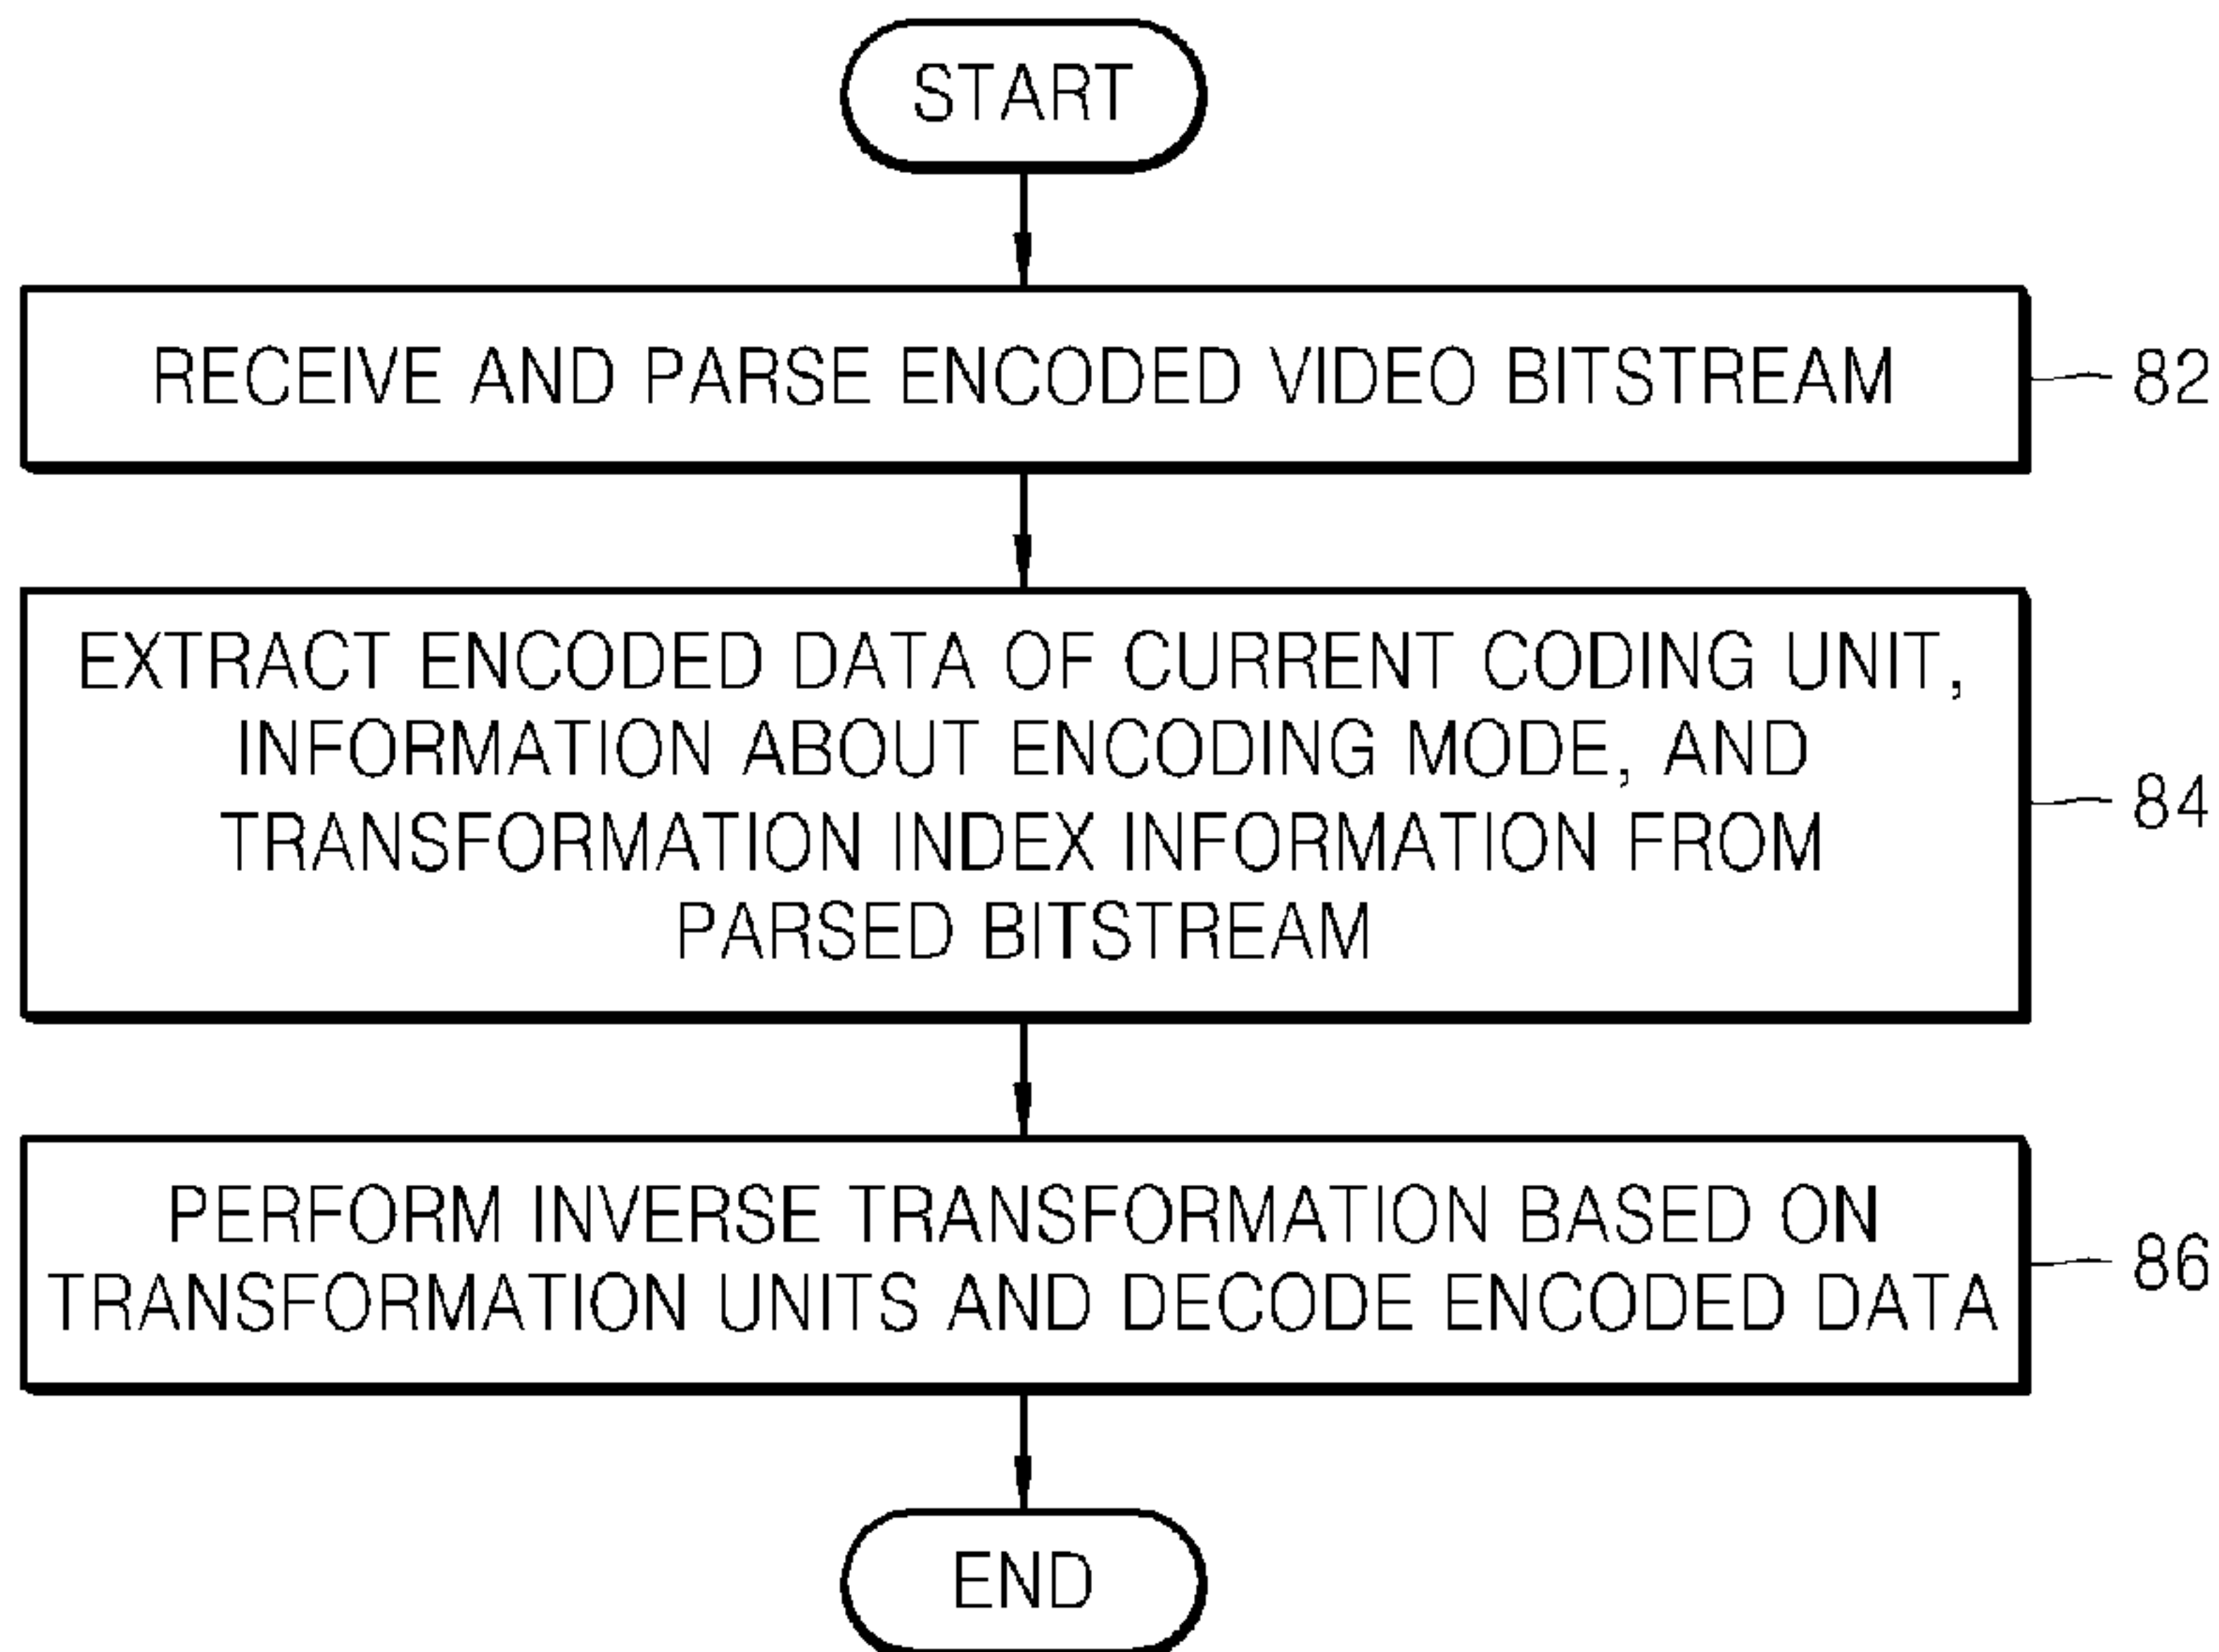 START
RECEIVE AND PARSE ENCODED VIDEO BITSTREAM
82
EXTRACT ENCODED DATA OF CURRENT CODING UNIT,
INFORMATION ABOUT ENCODING MODE, AND
TRANSFORMATION INDEX INFORMATION FROM
PARSED BITSTREAM
84
PERFORM INVERSE TRANSFORMATION BASED ON
TRANSFORMATION UNITS AND DECODE ENCODED DATA
86
END